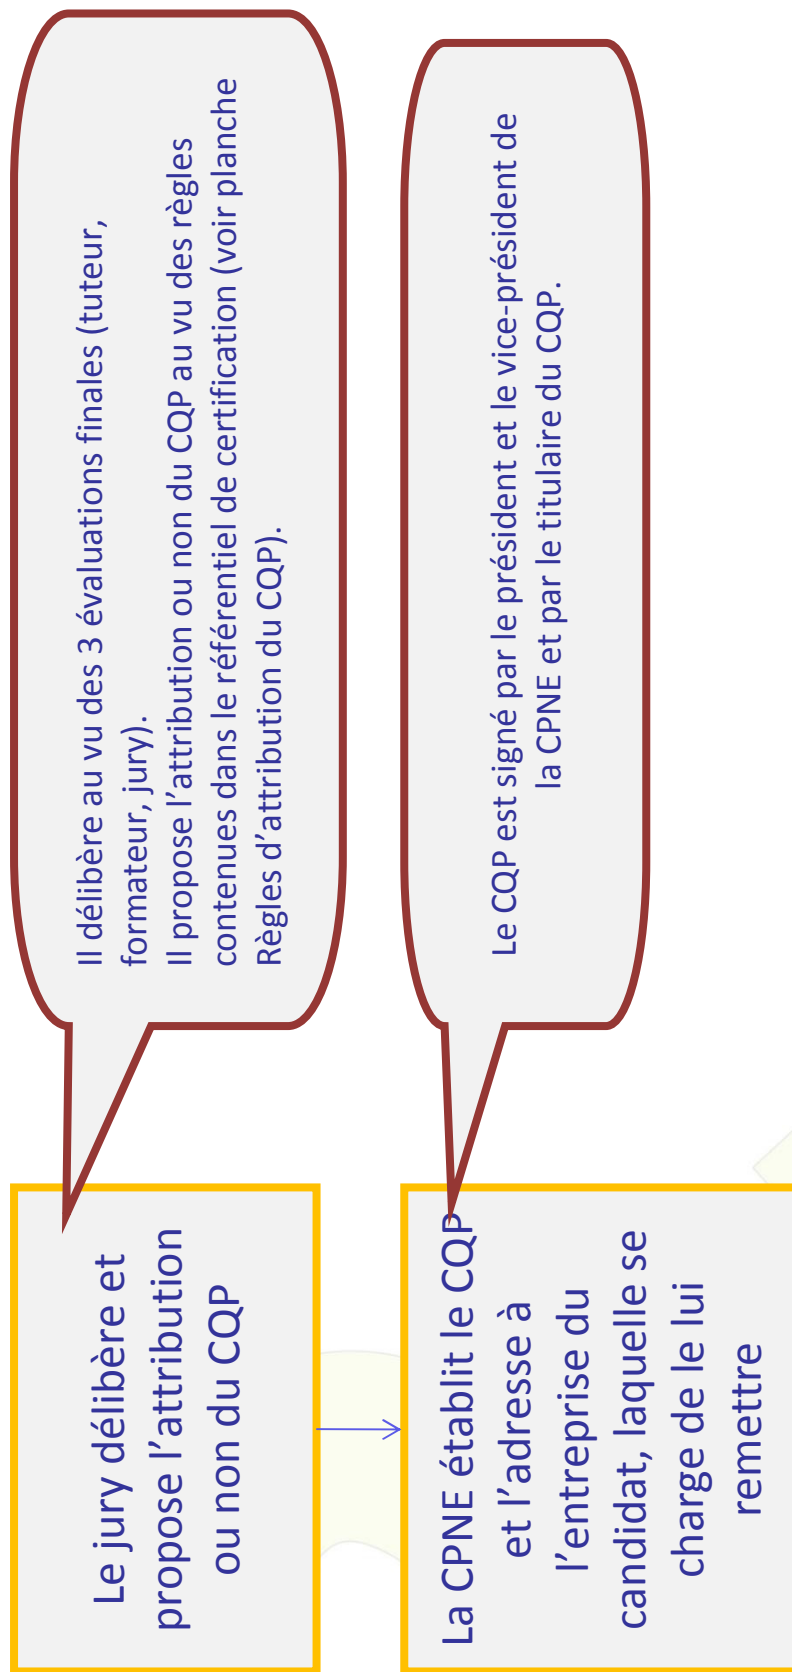 Le jury délibère et
propose l’attribution
ou non du CQP
Il délibère au vu des 3 évaluations finales (tuteur,
formateur, jury).
Il propose l’attribution ou non du CQP au vu des règles
contenues dans le référentiel de certification (voir planche
Règles d’attribution du CQP).
La CPNE établit le CQP
et l’adresse à
l’entreprise du
candidat, laquelle se
charge de le lui
remettre
Le CQP est signé par le président et le vice-président de
la CPNE et par le titulaire du CQP.